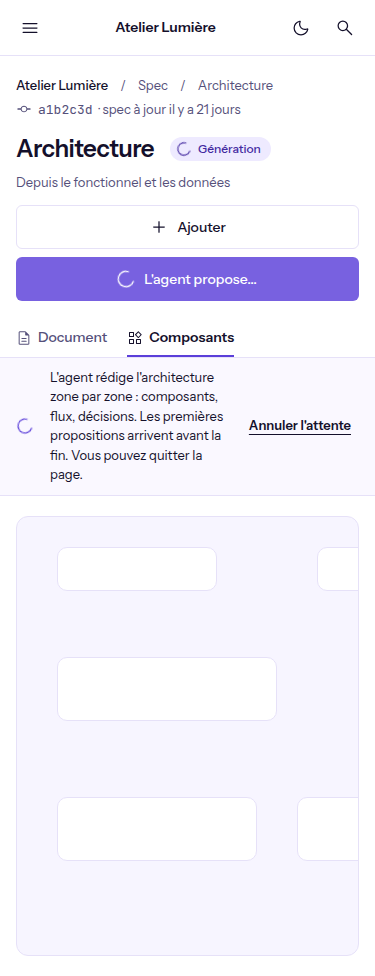 Atelier Lumière
Atelier Lumière / Spec / Architecture
a1b2c3d · spec à jour il y a 21 jours
Architecture
Génération
Depuis le fonctionnel et les données
Ajouter
L'agent propose…
Document
Composants
L'agent rédige l'architecture
zone par zone : composants,
flux, décisions. Les premières
propositions arrivent avant la
fin. Vous pouvez quitter la
page.
Annuler l'attente